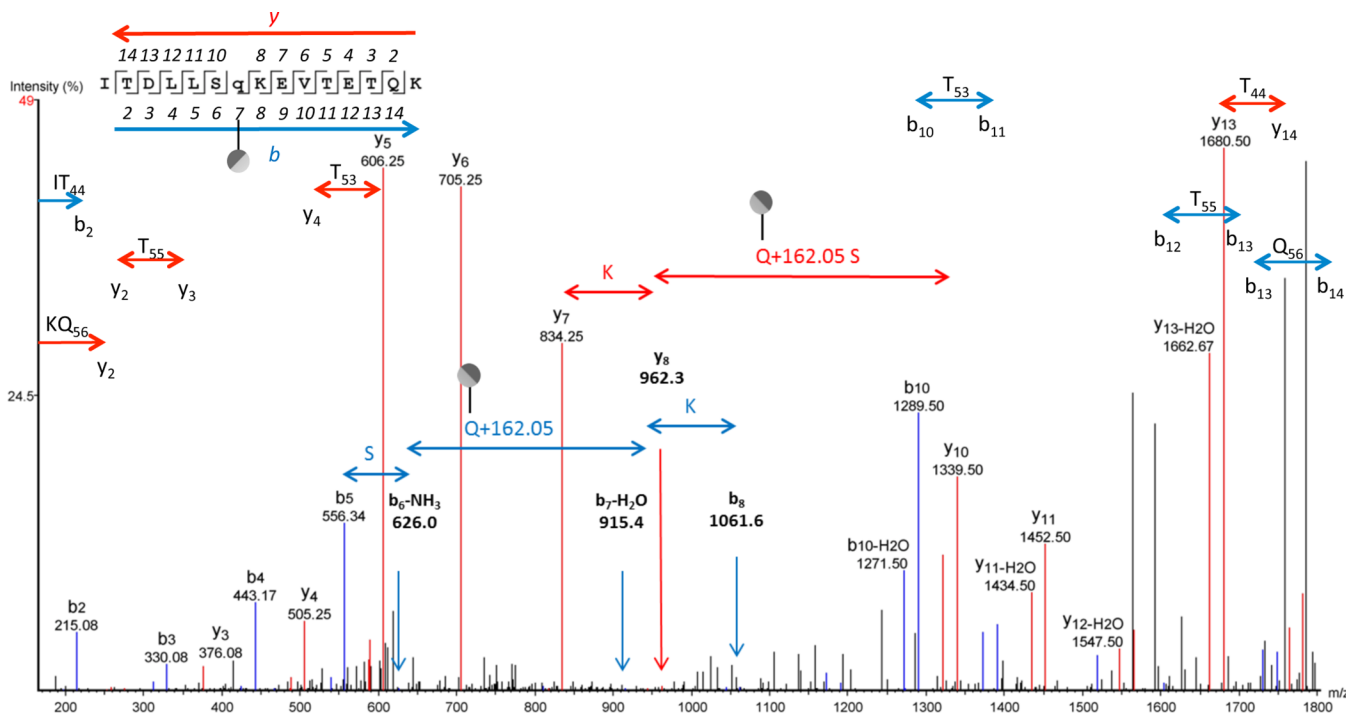 y
14 13 12 11 10 8 7 6 5 4 3 2
I T D L L S q K E V T E T Q K
2 3 4 5 6 7 8 9 10 11 12 13 14
b
Intensity (%)
49
24.5
IT44
b2
T55
y2 y3
KQ56
y2
T53
y4
y5
606.25
y6
705.25
K
Q+162.05 S
T53
b10 b11
T44
y13
1680.50
y14
T55
b12 b13
Q56
b13 b14
y7
834.25
y8
962.3
y13-H2O
1662.67
Q+162.05
K
S
b10
1289.50
b5
556.34
b6-NH3
626.0
b7-H2O
915.4
b8
1061.6
y10
1339.50
b10-H2O
1271.50
y11
1452.50
y11-H2O
1434.50
b4
443.17
y4
505.25
b2
215.08
b3
330.08
y3
376.08
y12-H2O
1547.50
200 300 400 500 600 700 800 900 1000 1100 1200 1300 1400 1500 1600 1700 1800 m/z